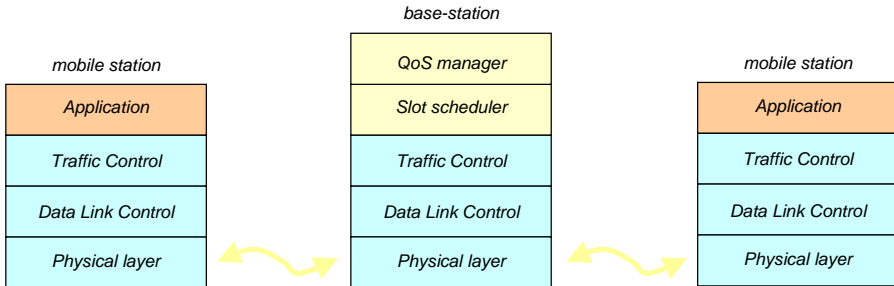 base-station
QoS manager
Slot scheduler
Traffic Control
Data Link Control
Physical layer
mobile station
Application
Traffic Control
Data Link Control
Physical layer
mobile station
Application
Traffic Control
Data Link Control
Physical layer